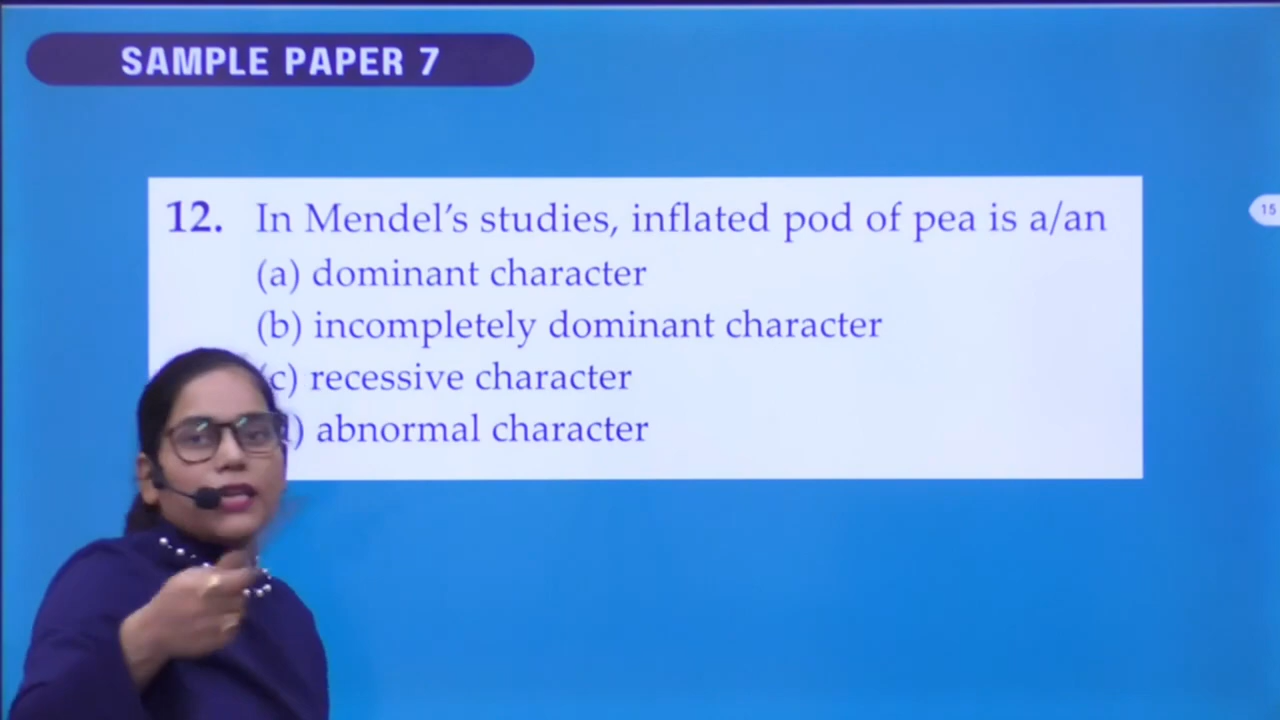 SAMPLE PAPER 7
12. In Mendel's studies, inflated pod of pea is a/an
(a) dominant character
(b) incompletely dominant character
15
c) recessive character
) abnormal character